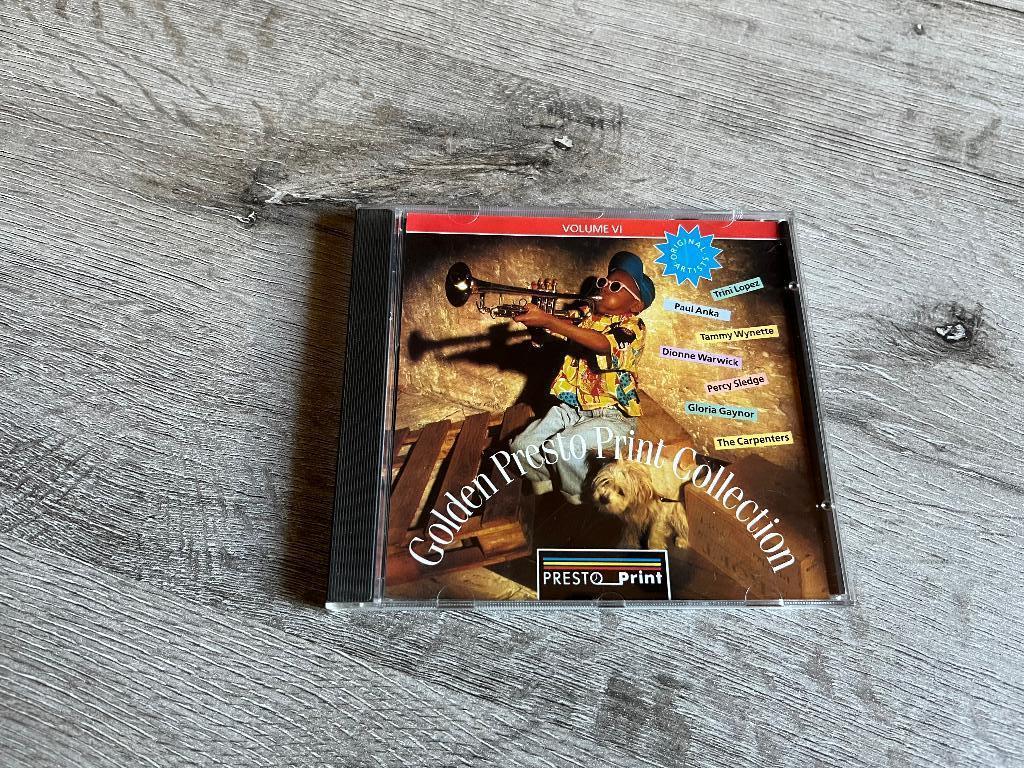 VOLUME VI
ORIGINAL ARTISTS
Trini Lopez
Paul Anka
Tammy Wynette
Dionne Warwick
Percy Sledge
Gloria Gaynor
The Carpenters
Golden Presto Print Collection
PRESTO Print